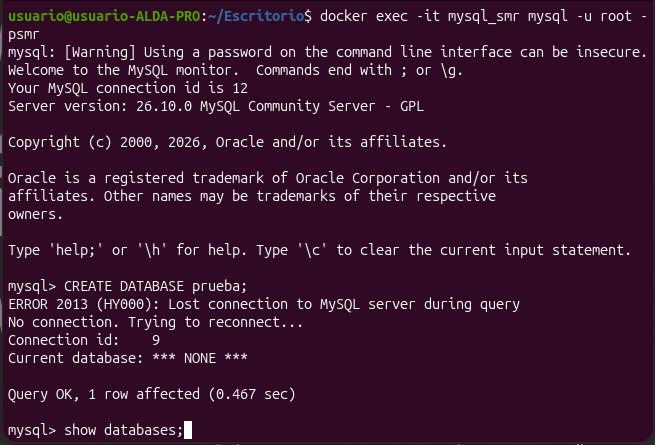 usuario@usuario-ALDA-PRO:~/Escritorio$ docker exec -it mysql_smr mysql -u root -
psmr
mysql: [Warning] Using a password on the command line interface can be insecure.
Welcome to the MySQL monitor.  Commands end with ; or \g.
Your MySQL connection id is 12
Server version: 26.10.0 MySQL Community Server - GPL

Copyright (c) 2000, 2026, Oracle and/or its affiliates.

Oracle is a registered trademark of Oracle Corporation and/or its
affiliates. Other names may be trademarks of their respective
owners.

Type 'help;' or '\h' for help. Type '\c' to clear the current input statement.

mysql> CREATE DATABASE prueba;
ERROR 2013 (HY000): Lost connection to MySQL server during query
No connection. Trying to reconnect...
Connection id:    9
Current database: *** NONE ***

Query OK, 1 row affected (0.467 sec)

mysql> show databases;